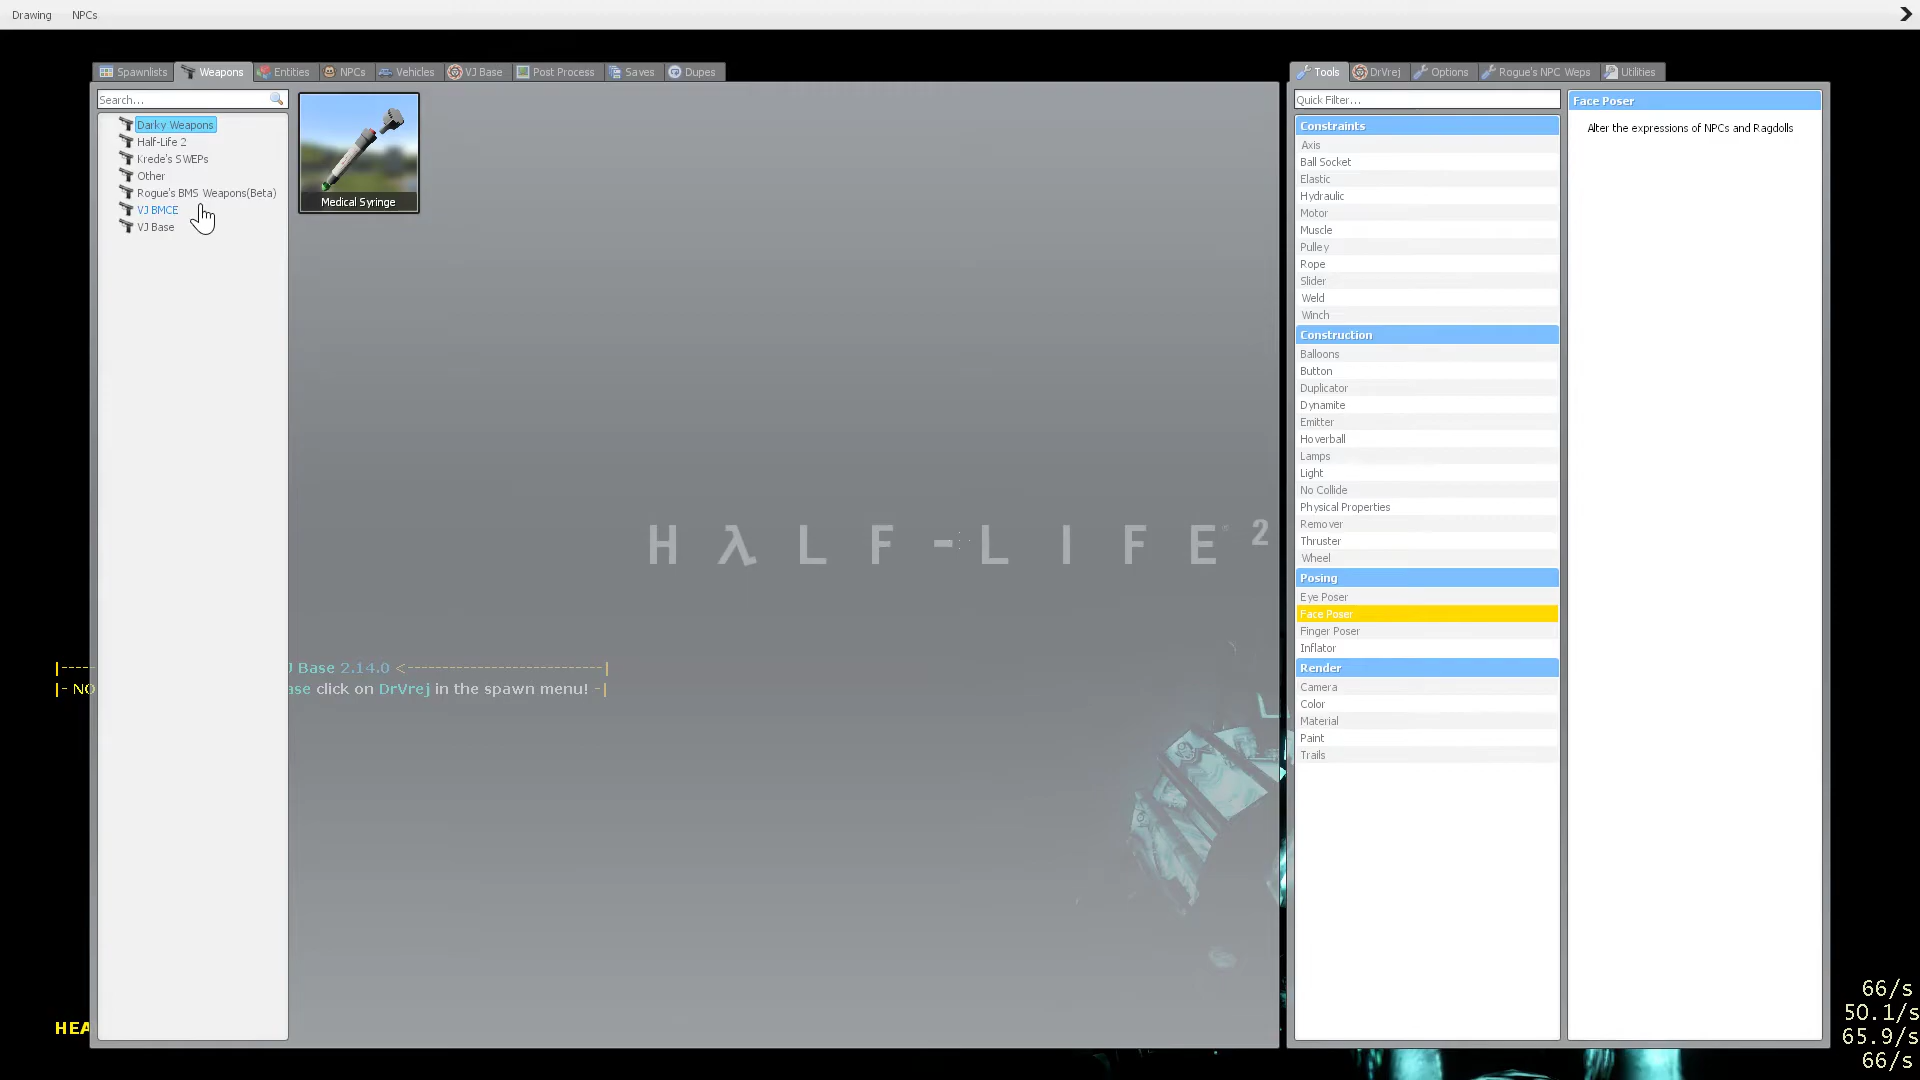 Drawing NPCs
Spawnlists Weapons Entities NPCs Vehicles VJ Base Post Process Saves Dupes
Search...
Darky Weapons
Half-Life 2
Krede's SWEPs
Other
Rogue's BMS Weapons(Beta)
VJ BMCE
VJ Base
Medical Syringe
HλLF-LIFE²
|----- J Base 2.14.0 <---------------------------|
|- NO ase click on DrVrej in the spawn menu! -|
HEA
Tools DrVrej Options Rogue's NPC Weps Utilities
Quick Filter...
Constraints
Axis
Ball Socket
Elastic
Hydraulic
Motor
Muscle
Pulley
Rope
Slider
Weld
Winch
Construction
Balloons
Button
Duplicator
Dynamite
Emitter
Hoverball
Lamps
Light
No Collide
Physical Properties
Remover
Thruster
Wheel
Posing
Eye Poser
Face Poser
Finger Poser
Inflator
Render
Camera
Color
Material
Paint
Trails
Face Poser
Alter the expressions of NPCs and Ragdolls
66/s
50.1/s
65.9/s
66/s